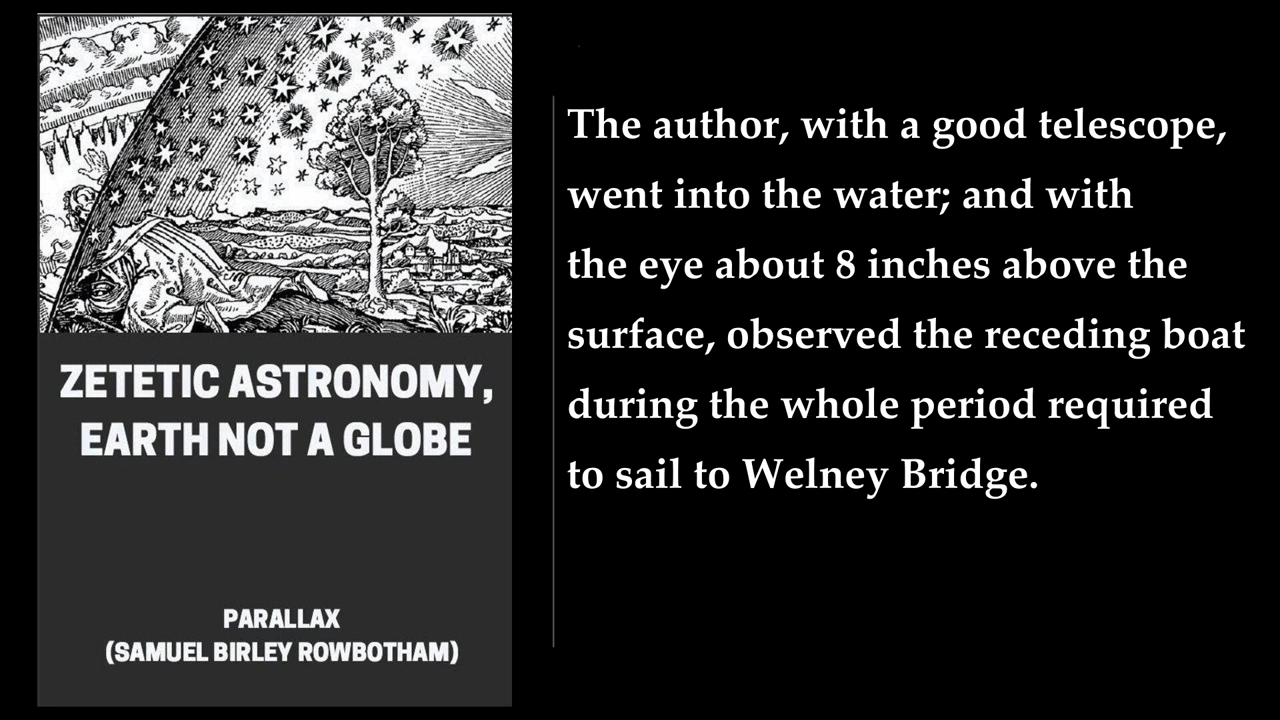 ZETETIC ASTRONOMY,
EARTH NOT A GLOBE
PARALLAX
(SAMUEL BIRLEY ROWBOTHAM)
The author, with a good telescope,
went into the water; and with
the eye about 8 inches above the
surface, observed the receding boat
during the whole period required
to sail to Welney Bridge.